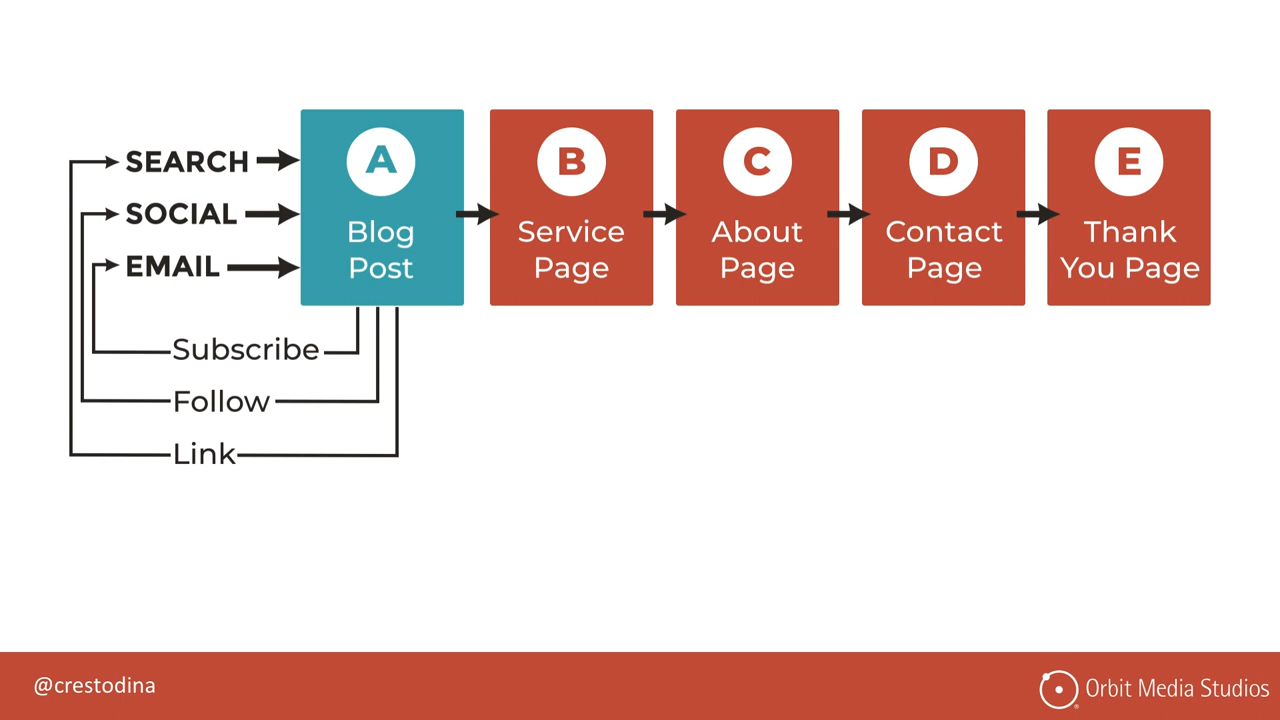 SEARCH
SOCIAL
EMAIL
A
Blog
Post
B
Service
Page
C
About
Page
D
Contact
Page
E
Thank
You Page
Subscribe
Follow
Link
@crestodina
Orbit Media Studios